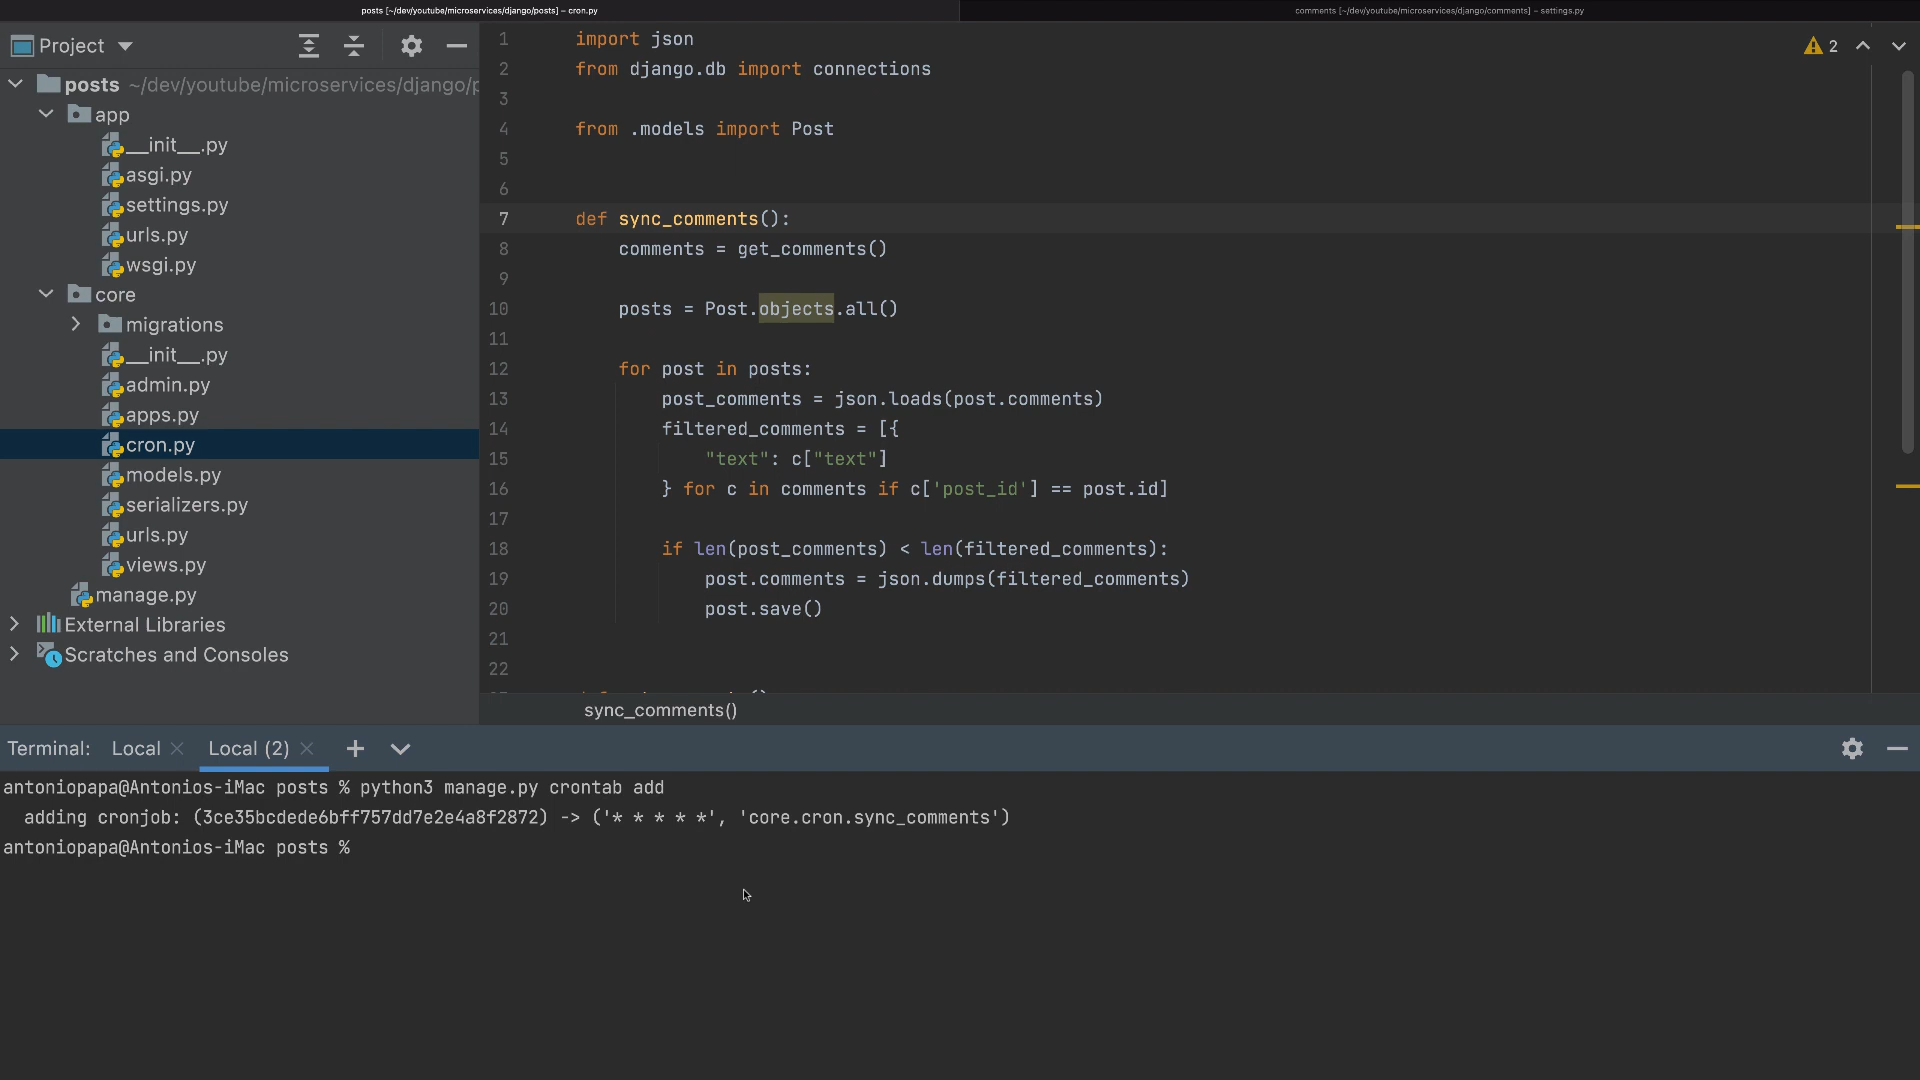 posts [~/dev/youtube/microservices/django/posts] – cron.py
comments [~/dev/youtube/microservices/django/comments] – settings.py
Project
posts ~/dev/youtube/microservices/django/p
app
__init__.py
asgi.py
settings.py
urls.py
wsgi.py
core
migrations
__init__.py
admin.py
apps.py
cron.py
models.py
serializers.py
urls.py
views.py
manage.py
External Libraries
Scratches and Consoles
2
1 import json
2 from django.db import connections
3
4 from .models import Post
5
6
7 def sync_comments():
8 comments = get_comments()
9
10 posts = Post.objects.all()
11
12 for post in posts:
13 post_comments = json.loads(post.comments)
14 filtered_comments = [{
15 "text": c["text"]
16 } for c in comments if c['post_id'] == post.id]
17
18 if len(post_comments) < len(filtered_comments):
19 post.comments = json.dumps(filtered_comments)
20 post.save()
21
22
sync_comments()
Terminal: Local Local (2)
antoniopapa@Antonios-iMac posts % python3 manage.py crontab add
adding cronjob: (3ce35bcdede6bff757dd7e2e4a8f2872) -> ('* * * * *', 'core.cron.sync_comments')
antoniopapa@Antonios-iMac posts %